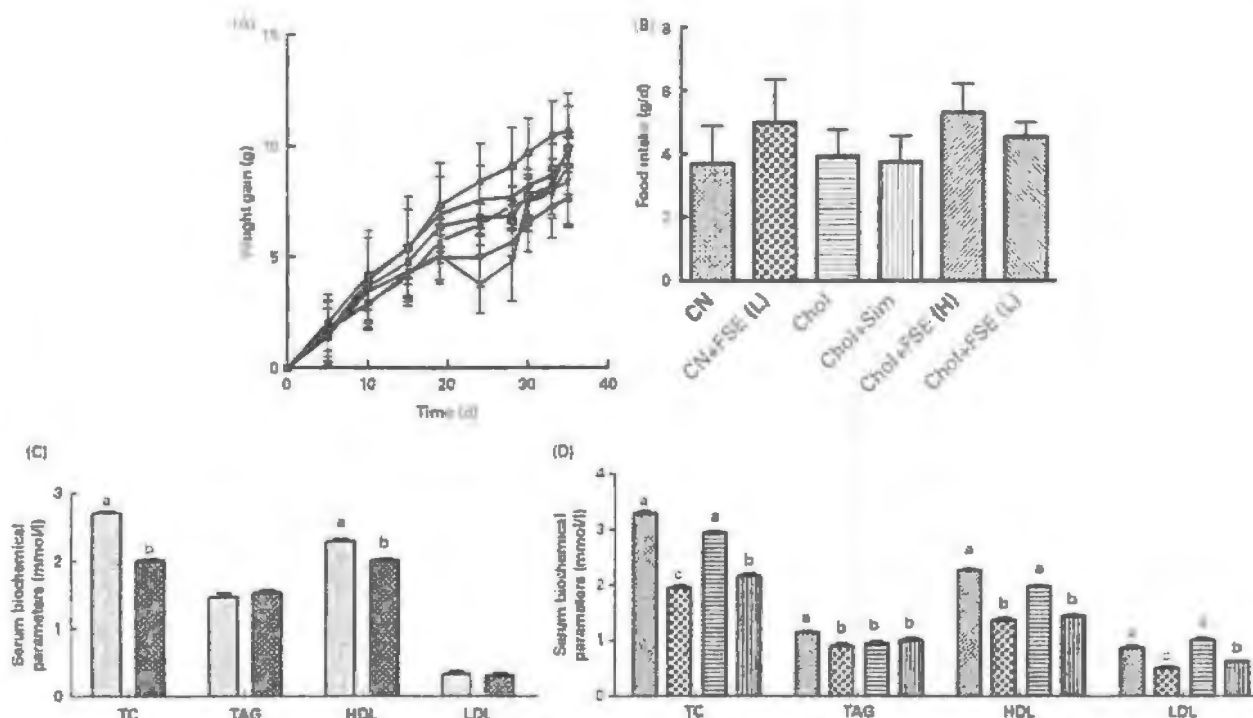 15
10
5
0
Weight gain (g)
0 10 20 30 40
Time (d)
(B)
8
6
4
2
0
Food intake (g/d)
CN
CN+FSE (L)
Chol
Chol+Sim
Chol+FSE (H)
Chol+FSE (L)
(C)
3
2
1
0
Serum biochemical
parameters (mmol/l)
a
b
a
b
TC TAG HDL LDL
(D)
4
3
2
1
0
Serum biochemical
parameters (mmol/l)
a
c
a
b
a
b
b
b
a
b
a
b
c
b
TC TAG HDL LDL